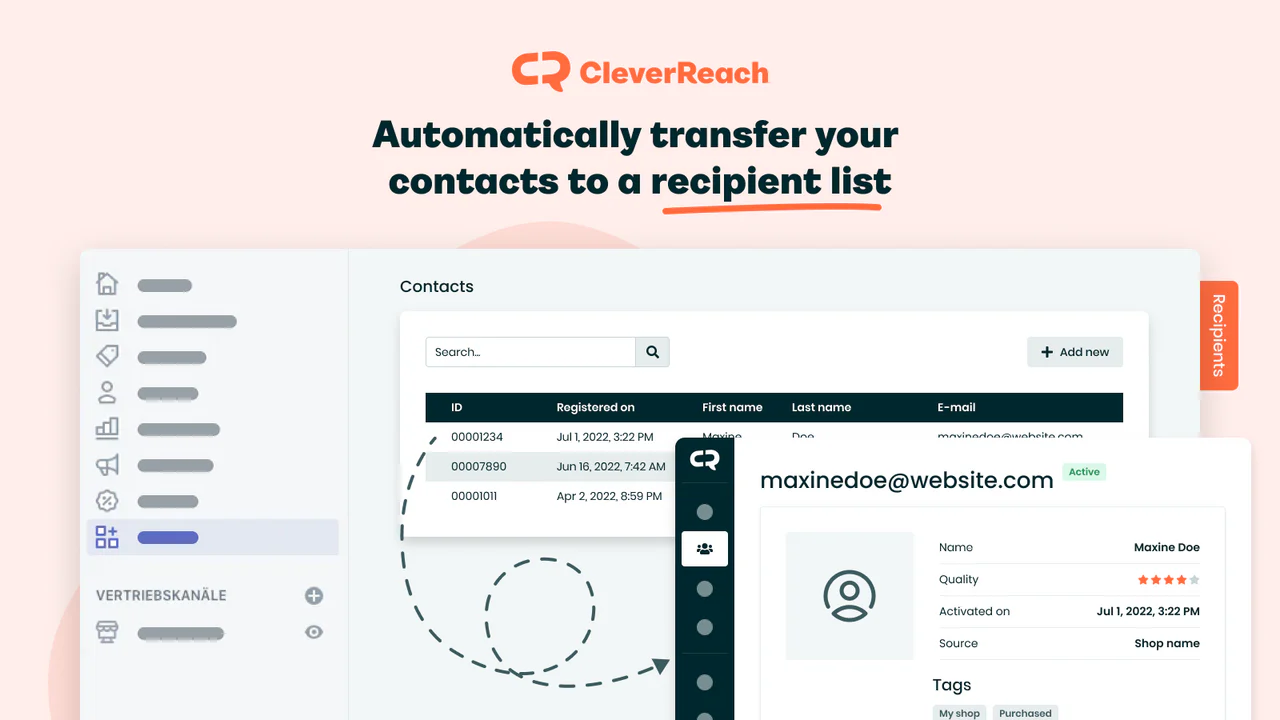 CleverReach
Automatically transfer your
contacts to a recipient list
Contacts
Recipients
Search...
Add new
ID Registered on First name Last name E-mail
00001234 Jul 1, 2022, 3:22 PM Maxine Doe maxinedoe@website.com
00007890 Jun 16, 2022, 7:42 AM
00001011 Apr 2, 2022, 8:59 PM
VERTRIEBSKANÄLE
maxinedoe@website.com Active
Name Maxine Doe
Quality
Activated on Jul 1, 2022, 3:22 PM
Source Shop name
Tags
My shop Purchased